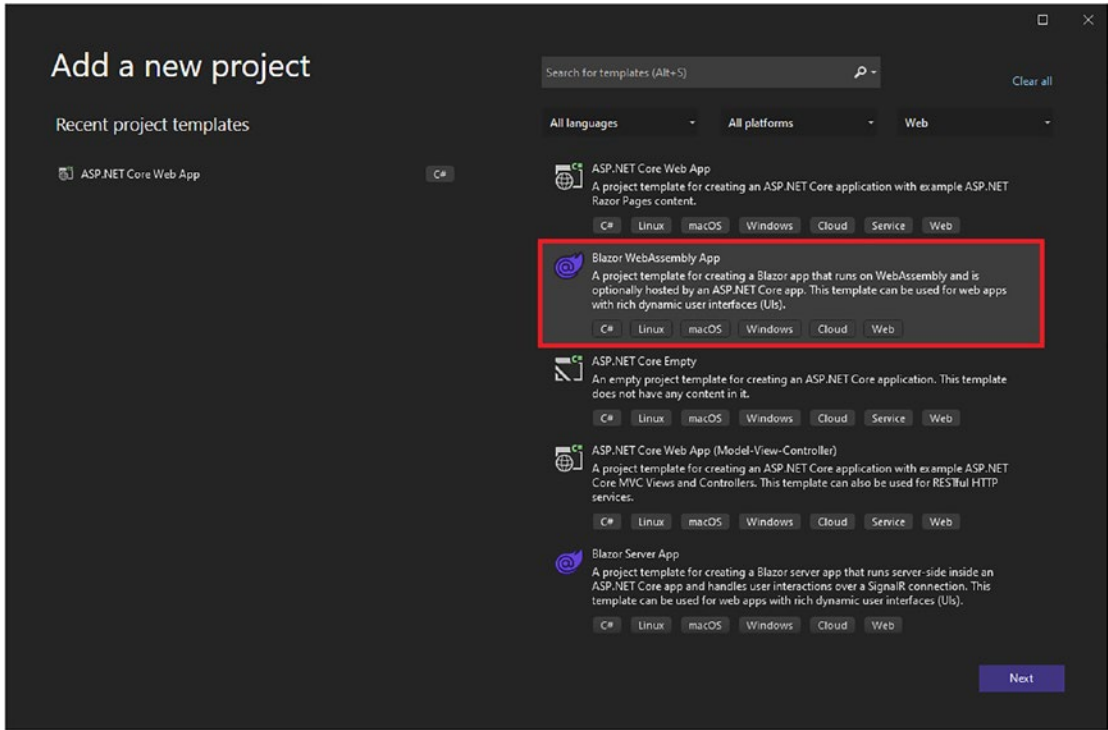 Add a new project
Search for templates (Alt+S)
Clear all
Recent project templates
All languages
All platforms
Web
ASP.NET Core Web App
C#
C#
ASP.NET Core Web App
A project template for creating an ASP.NET Core application with example ASP.NET
Razor Pages content.
C# Linux macOS Windows Cloud Service Web
Blazor WebAssembly App
A project template for creating a Blazor app that runs on WebAssembly and is
optionally hosted by an ASP.NET Core app. This template can be used for web apps
with rich dynamic user interfaces (UIs).
C# Linux macOS Windows Cloud Web
C#
ASP.NET Core Empty
An empty project template for creating an ASP.NET Core application. This template
does not have any content in it.
C# Linux macOS Windows Cloud Service Web
C#
ASP.NET Core Web App (Model-View-Controller)
A project template for creating an ASP.NET Core application with example ASP.NET
Core MVC Views and Controllers. This template can also be used for RESTful HTTP
services.
C# Linux macOS Windows Cloud Service Web
Blazor Server App
A project template for creating a Blazor server app that runs server-side inside an
ASP.NET Core app and handles user interactions over a SignalR connection. This
template can be used for web apps with rich dynamic user interfaces (UIs).
C# Linux macOS Windows Cloud Web
Next